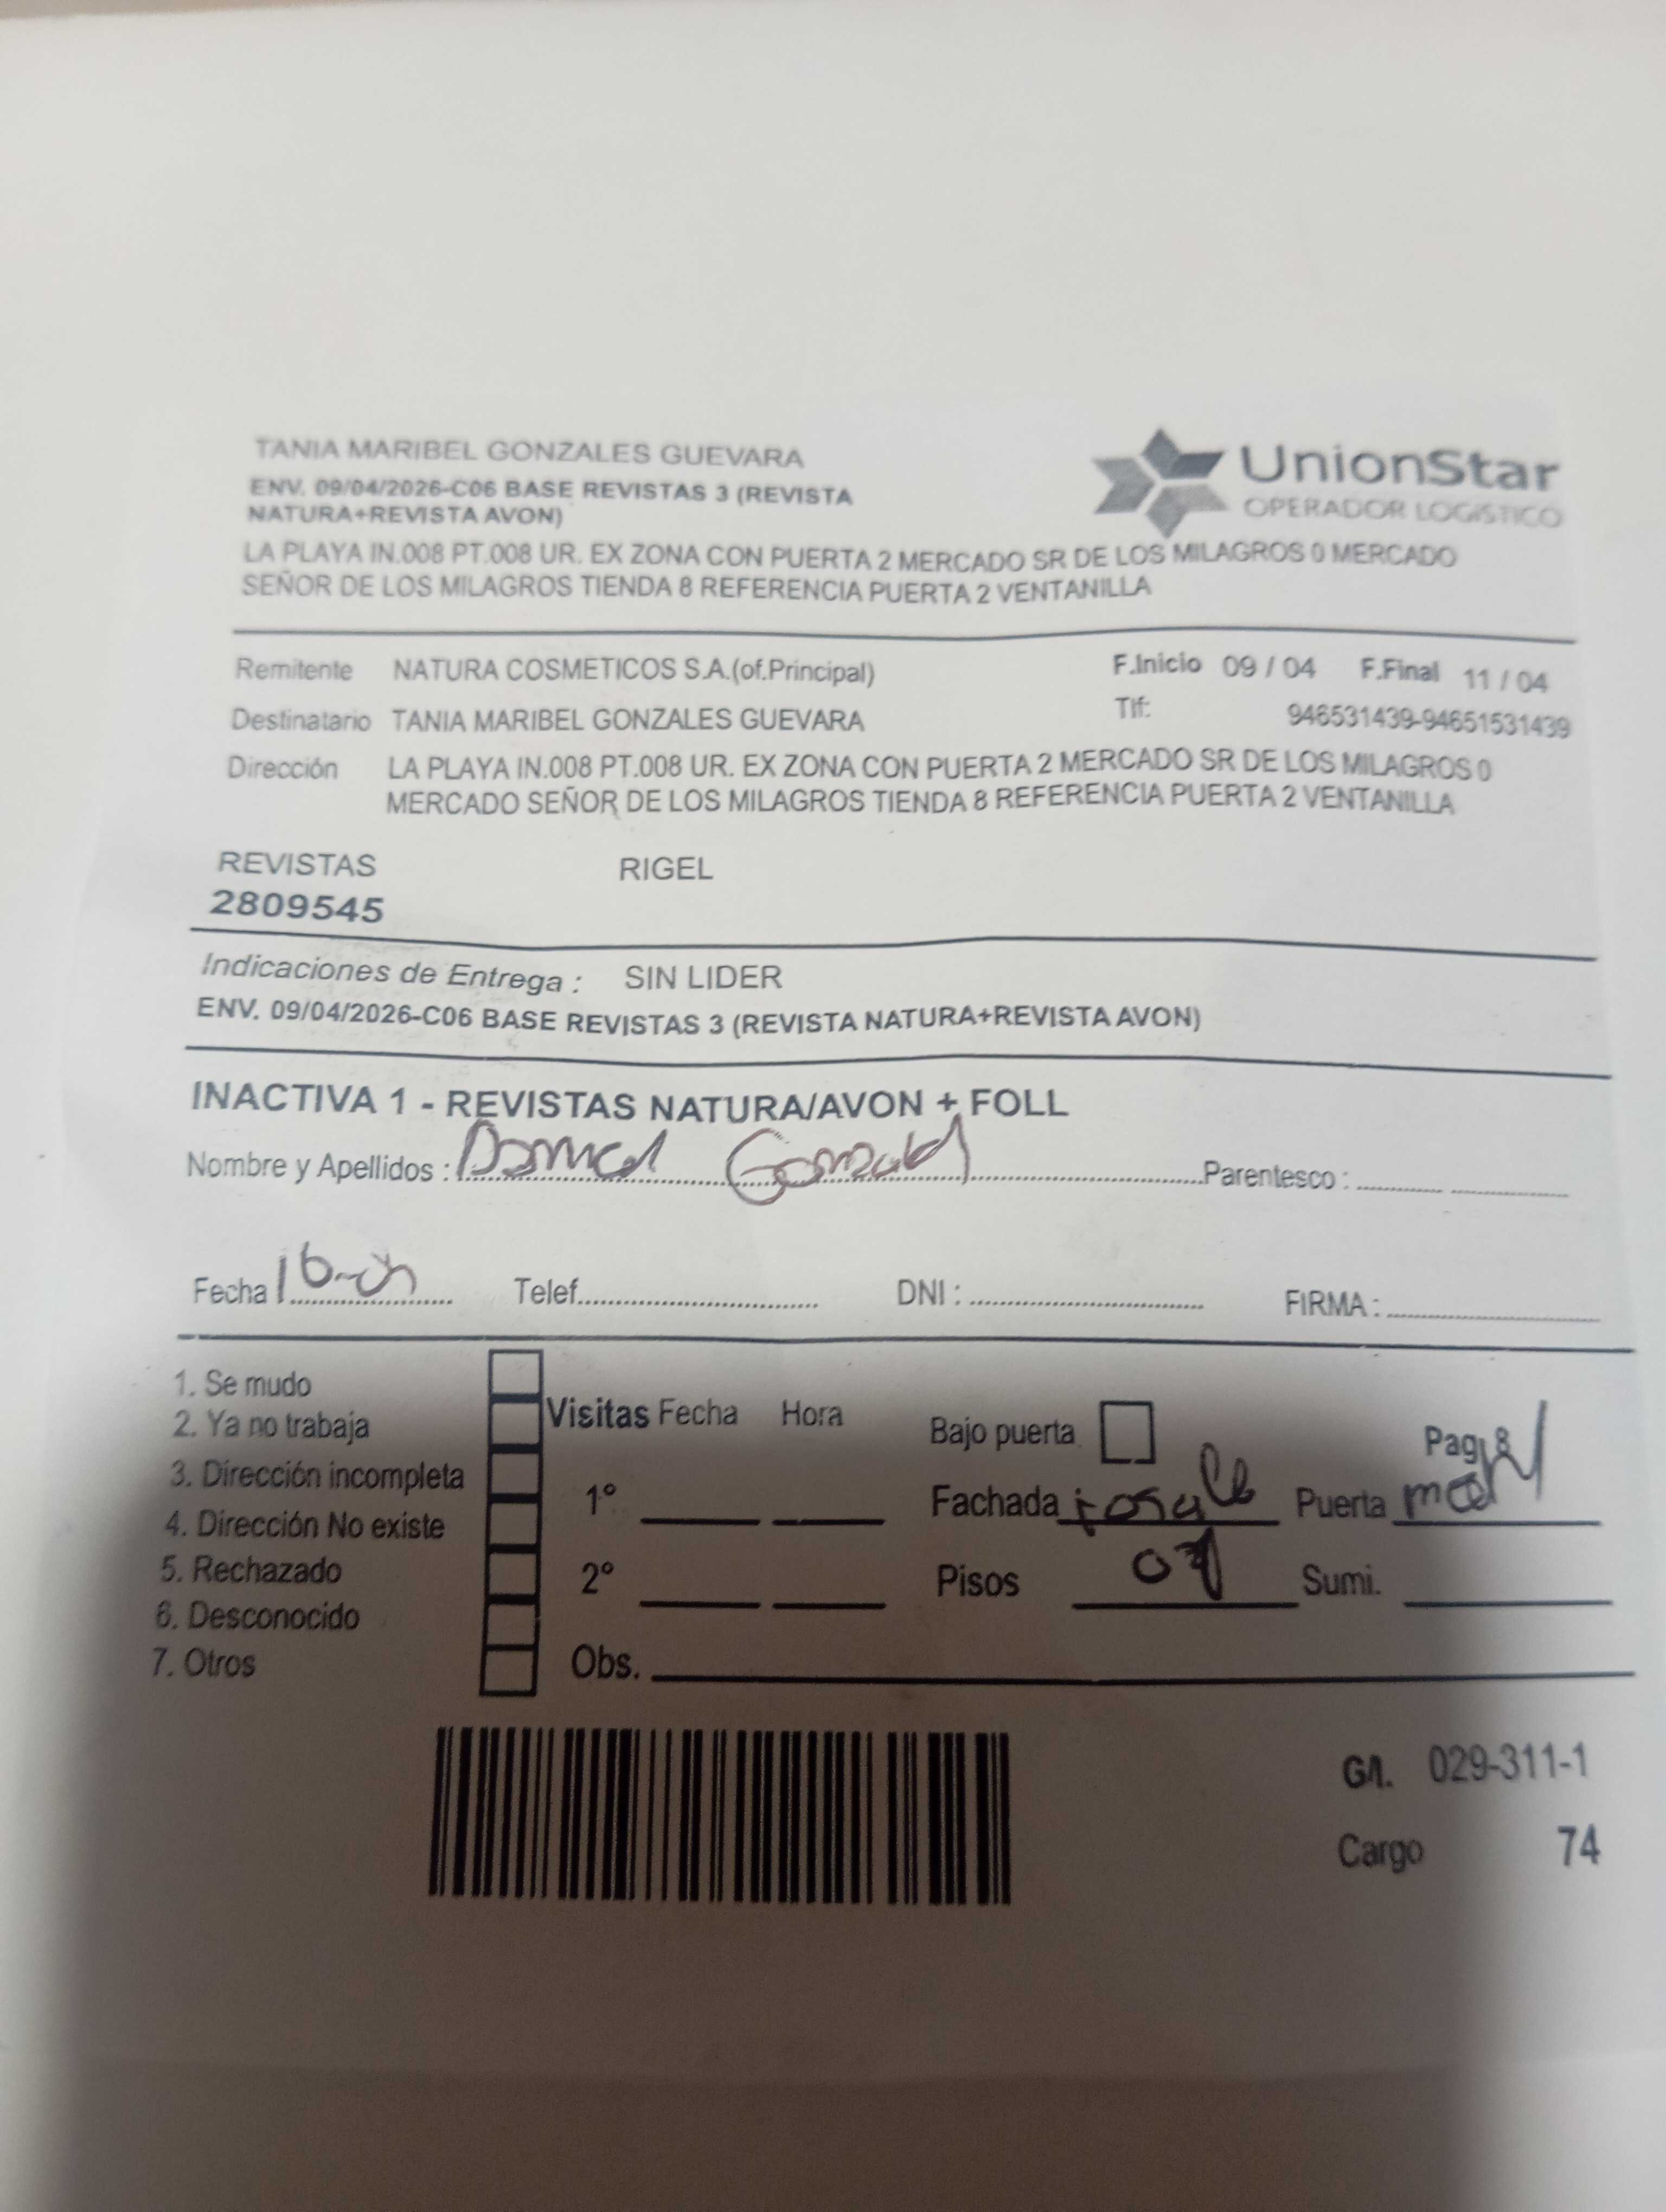 TANIA MARIBEL GONZALES GUEVARA
ENV. 09/04/2026-C06 BASE REVISTAS 3 (REVISTA
NATURA+REVISTA AVON)
UnionStar
OPERADOR LOGISTICO
LA PLAYA IN.008 PT.008 UR. EX ZONA CON PUERTA 2 MERCADO SR DE LOS MILAGROS 0 MERCADO
SEÑOR DE LOS MILAGROS TIENDA 8 REFERENCIA PUERTA 2 VENTANILLA
Remitente NATURA COSMETICOS S.A.(of.Principal) F.Inicio 09 / 04 F.Final 11 / 04
Destinatario TANIA MARIBEL GONZALES GUEVARA Tlf: 946531439-94651531439
Dirección LA PLAYA IN.008 PT.008 UR. EX ZONA CON PUERTA 2 MERCADO SR DE LOS MILAGROS 0
MERCADO SEÑOR DE LOS MILAGROS TIENDA 8 REFERENCIA PUERTA 2 VENTANILLA
REVISTAS RIGEL
2809545
Indicaciones de Entrega : SIN LIDER
ENV. 09/04/2026-C06 BASE REVISTAS 3 (REVISTA NATURA+REVISTA AVON)
INACTIVA 1 - REVISTAS NATURA/AVON + FOLL
Nombre y Apellidos : Parentesco :
Fecha Telef. DNI : FIRMA :
1. Se mudo
2. Ya no trabaja
3. Dirección incompleta
4. Dirección No existe
5. Rechazado
6. Desconocido
7. Otros
Visitas Fecha Hora
1º
2º
Obs.
Bajo puerta Pag
Fachada Puerta
Pisos Sumi.
G/I. 029-311-1
Cargo 74